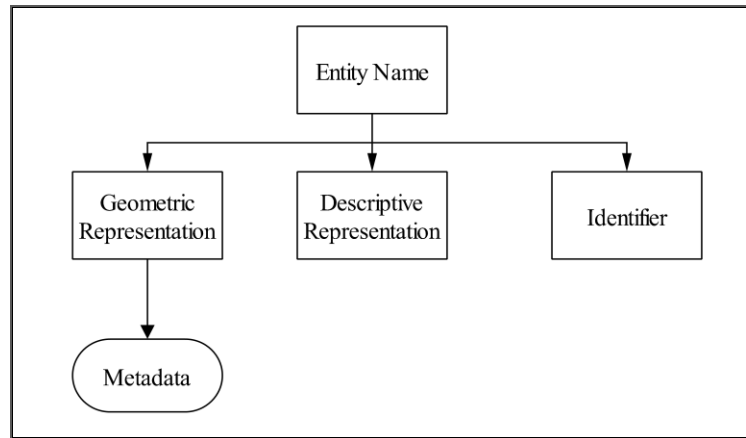 Entity Name
Geometric
Representation
Descriptive
Representation
Identifier
Metadata